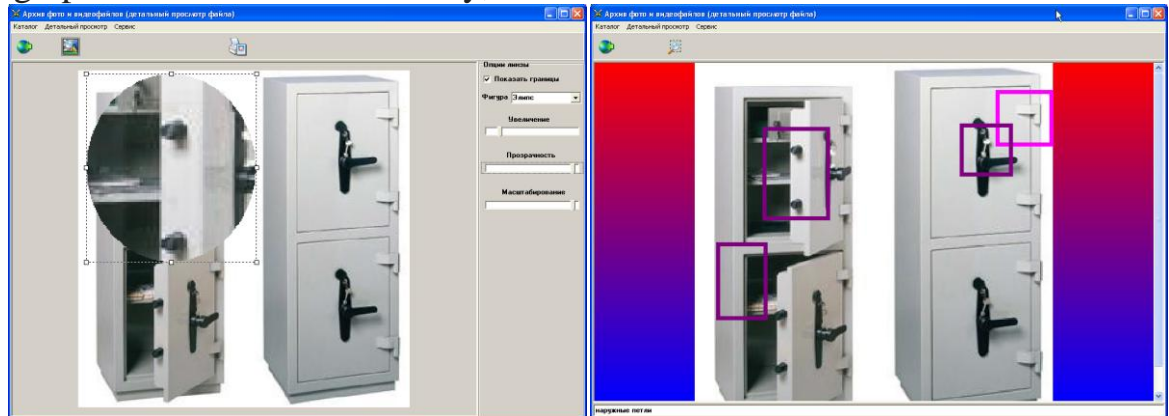 Архив фото и видеофайлов (детальный просмотр файла)
Каталог Детальный просмотр Сервис
Опции линзы
Показать границы
Фигура Элипс
Увеличение
Прозрачность
Масштабирование
Архив фото и видеофайлов (детальный просмотр файла)
Каталог Детальный просмотр Сервис
наружные петли